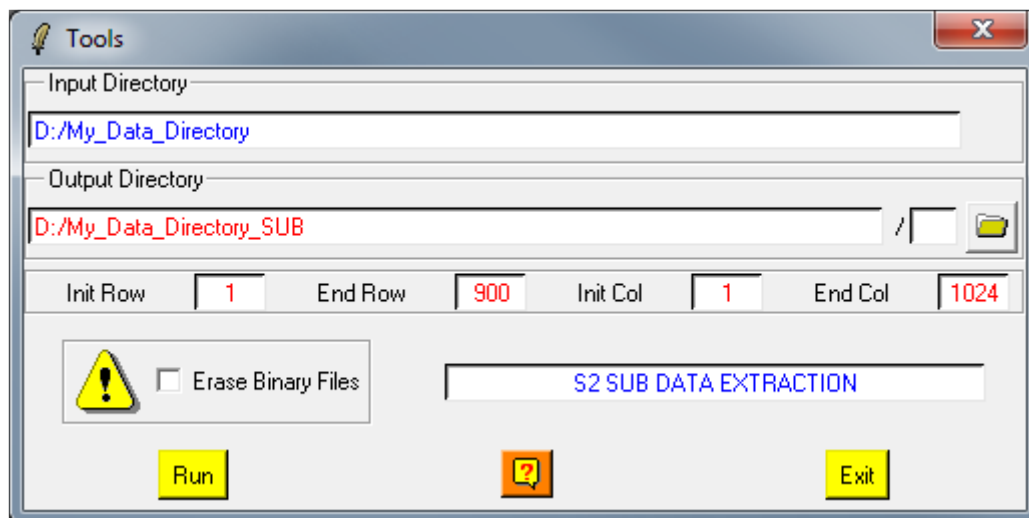 Tools
Input Directory
D:/My_Data_Directory
Output Directory
D:/My_Data_Directory_SUB /
Init Row 1 End Row 900 Init Col 1 End Col 1024
Erase Binary Files S2 SUB DATA EXTRACTION
Run ? Exit